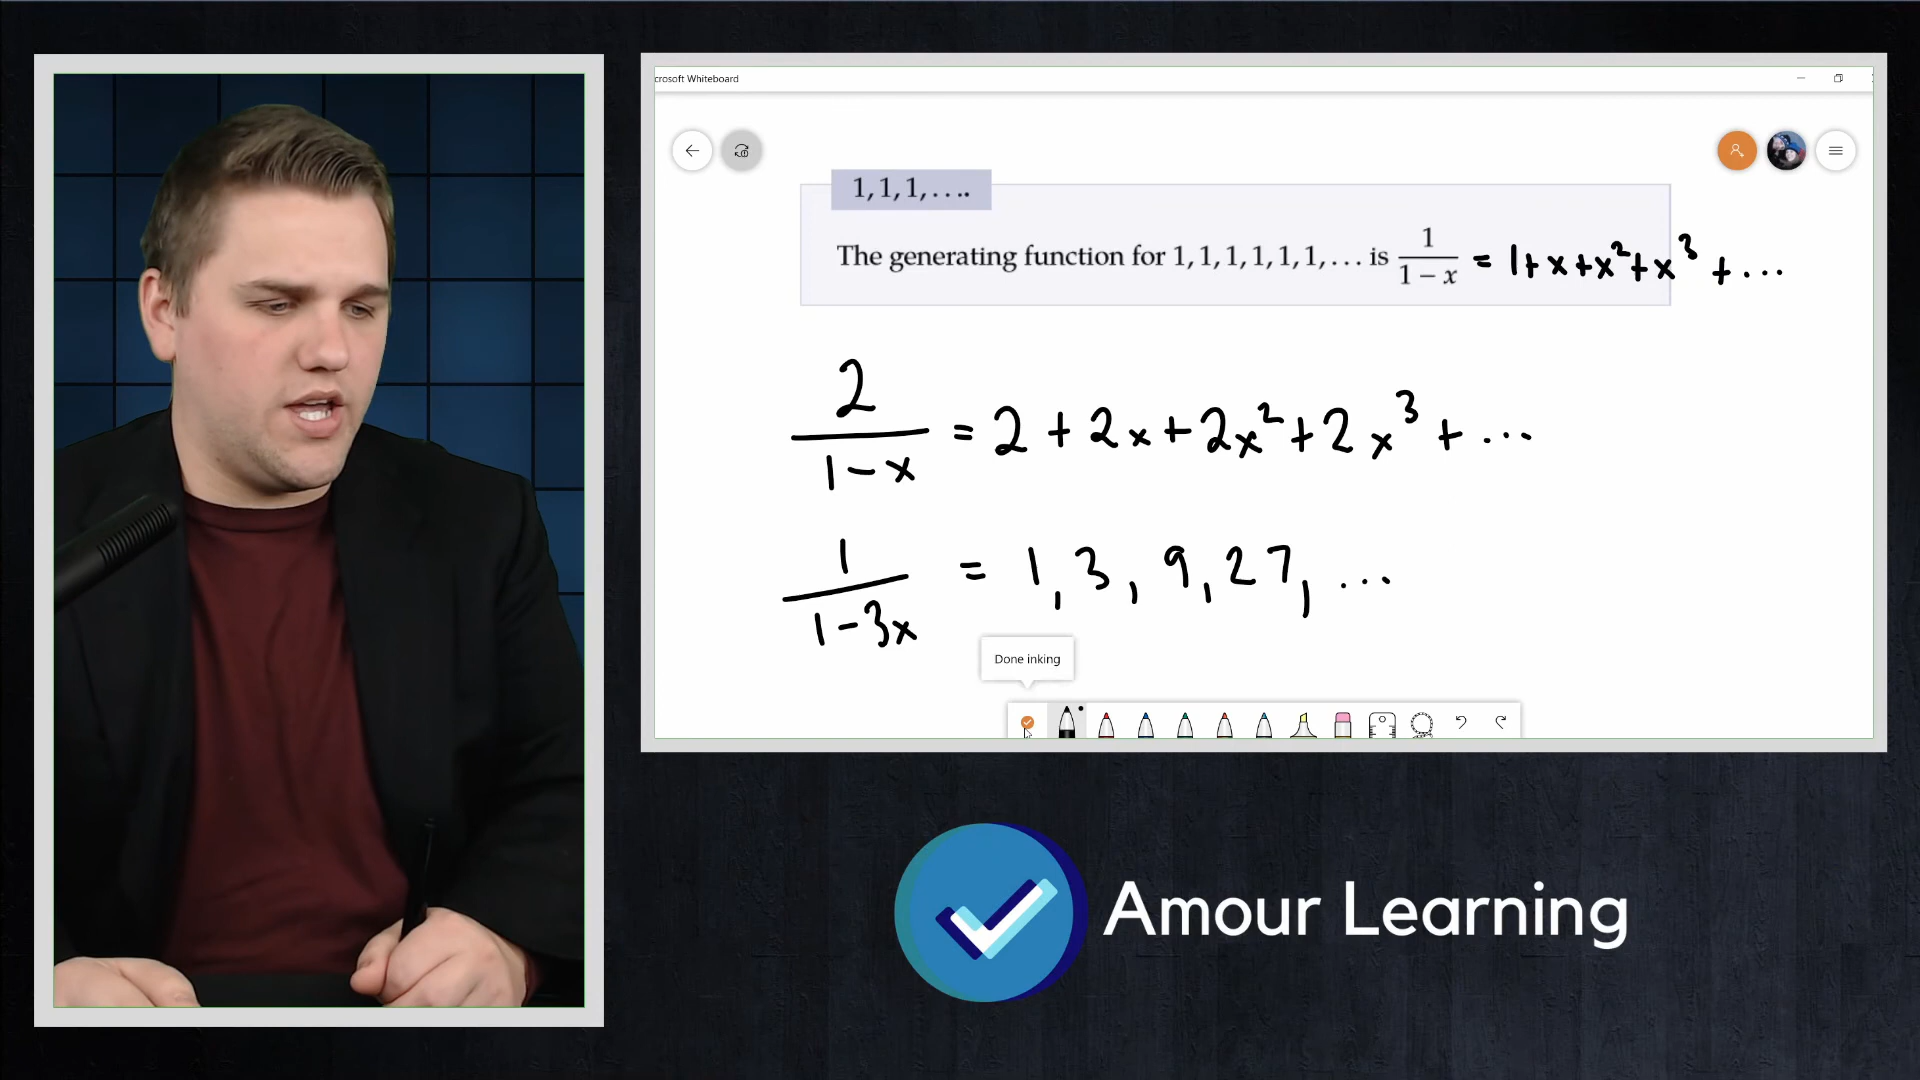 crosoft Whiteboard
1, 1, 1, . . ..
The generating function for 1, 1, 1, 1, 1, 1, . . . is 1/(1 − x) = 1 + x + x² + x³ + ...
2/(1 − x) = 2 + 2x + 2x² + 2x³ + ...
1/(1 − 3x) = 1, 3, 9, 27, ...
Done inking
Amour Learning